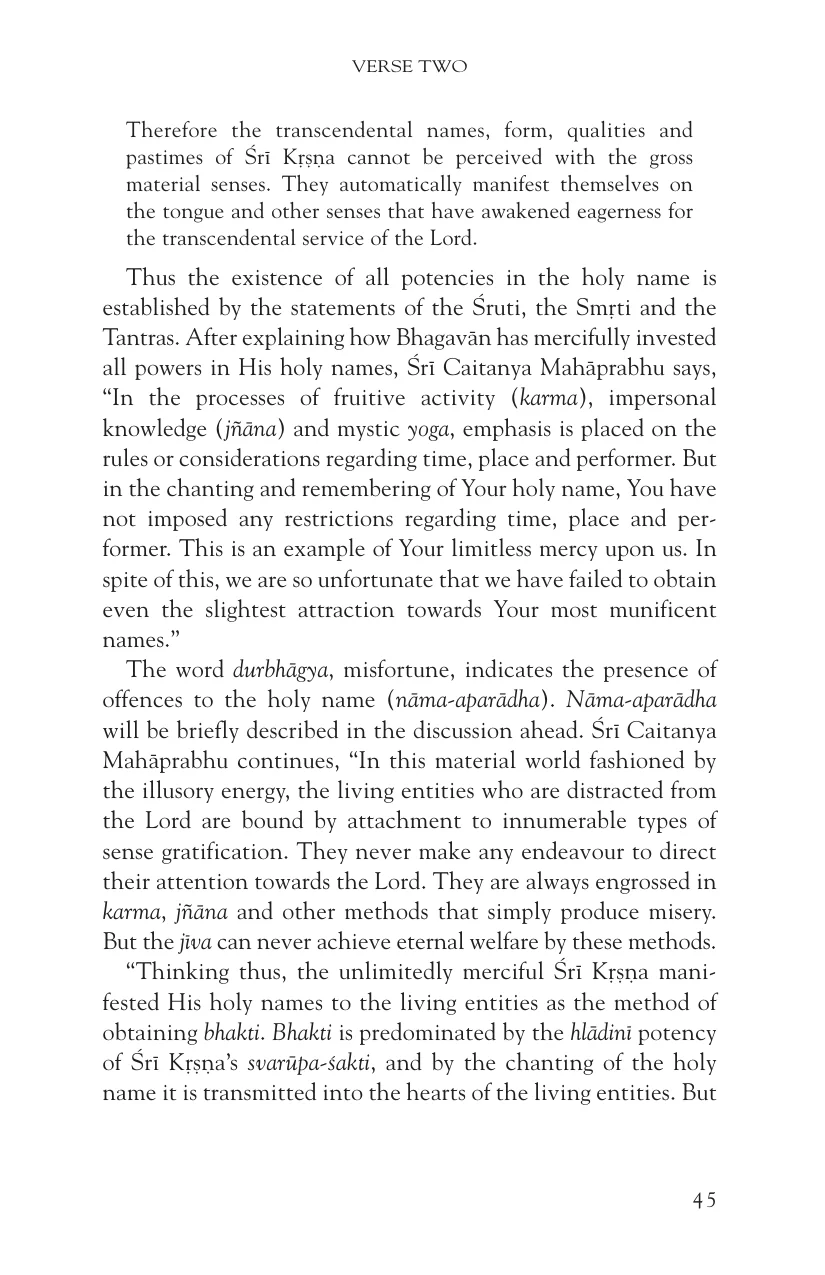 VERSE TWO
Therefore the transcendental names, form, qualities and
pastimes of Śrī Kṛṣṇa cannot be perceived with the gross
material senses. They automatically manifest themselves on
the tongue and other senses that have awakened eagerness for
the transcendental service of the Lord.
Thus the existence of all potencies in the holy name is
established by the statements of the Śruti, the Smṛti and the
Tantras. After explaining how Bhagavān has mercifully invested
all powers in His holy names, Śrī Caitanya Mahāprabhu says,
“In the processes of fruitive activity (karma), impersonal
knowledge (jñāna) and mystic yoga, emphasis is placed on the
rules or considerations regarding time, place and performer. But
in the chanting and remembering of Your holy name, You have
not imposed any restrictions regarding time, place and per-
former. This is an example of Your limitless mercy upon us. In
spite of this, we are so unfortunate that we have failed to obtain
even the slightest attraction towards Your most munificent
names.”
The word durbhāgya, misfortune, indicates the presence of
offences to the holy name (nāma-aparādha). Nāma-aparādha
will be briefly described in the discussion ahead. Śrī Caitanya
Mahāprabhu continues, “In this material world fashioned by
the illusory energy, the living entities who are distracted from
the Lord are bound by attachment to innumerable types of
sense gratification. They never make any endeavour to direct
their attention towards the Lord. They are always engrossed in
karma, jñāna and other methods that simply produce misery.
But the jīva can never achieve eternal welfare by these methods.
“Thinking thus, the unlimitedly merciful Śrī Kṛṣṇa mani-
fested His holy names to the living entities as the method of
obtaining bhakti. Bhakti is predominated by the hlādinī potency
of Śrī Kṛṣṇa’s svarūpa-śakti, and by the chanting of the holy
name it is transmitted into the hearts of the living entities. But
45